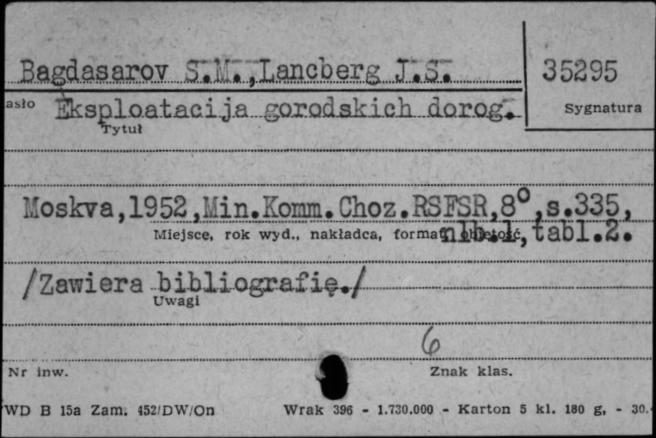 Bagdasarov S.M.,Lancberg J.S.
35295
asło
Eksploatacija gorodskich dorog.
Sygnatura
Tytuł
Moskva,1952,Min.Komm.Choz.RSFSR,8°,s.335,
Miejsce, rok wyd., nakładca, format, objętość
nlb.1,tabl.2.
/Zawiera bibliografię./
Uwagi
6
Nr inw.
Znak klas.
WD B 15a Zam. 452/DW/On Wrak 396 - 1.730.000 - Karton 5 kl. 180 g. - 30.